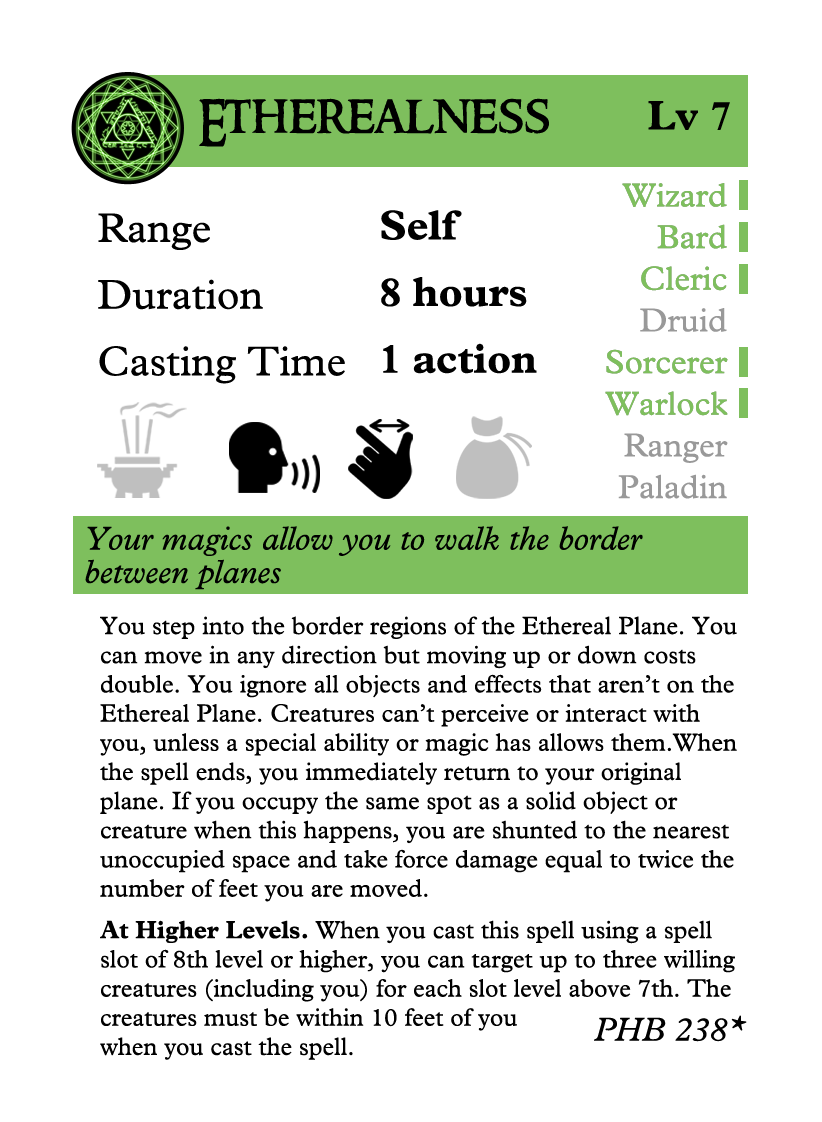 ETHEREALNESS Lv 7
Range Self
Duration 8 hours
Casting Time 1 action
Wizard
Bard
Cleric
Druid
Sorcerer
Warlock
Ranger
Paladin
Your magics allow you to walk the border
between planes
You step into the border regions of the Ethereal Plane. You
can move in any direction but moving up or down costs
double. You ignore all objects and effects that aren’t on the
Ethereal Plane. Creatures can’t perceive or interact with
you, unless a special ability or magic has allows them.When
the spell ends, you immediately return to your original
plane. If you occupy the same spot as a solid object or
creature when this happens, you are shunted to the nearest
unoccupied space and take force damage equal to twice the
number of feet you are moved.
At Higher Levels. When you cast this spell using a spell
slot of 8th level or higher, you can target up to three willing
creatures (including you) for each slot level above 7th. The
creatures must be within 10 feet of you
when you cast the spell.
PHB 238*